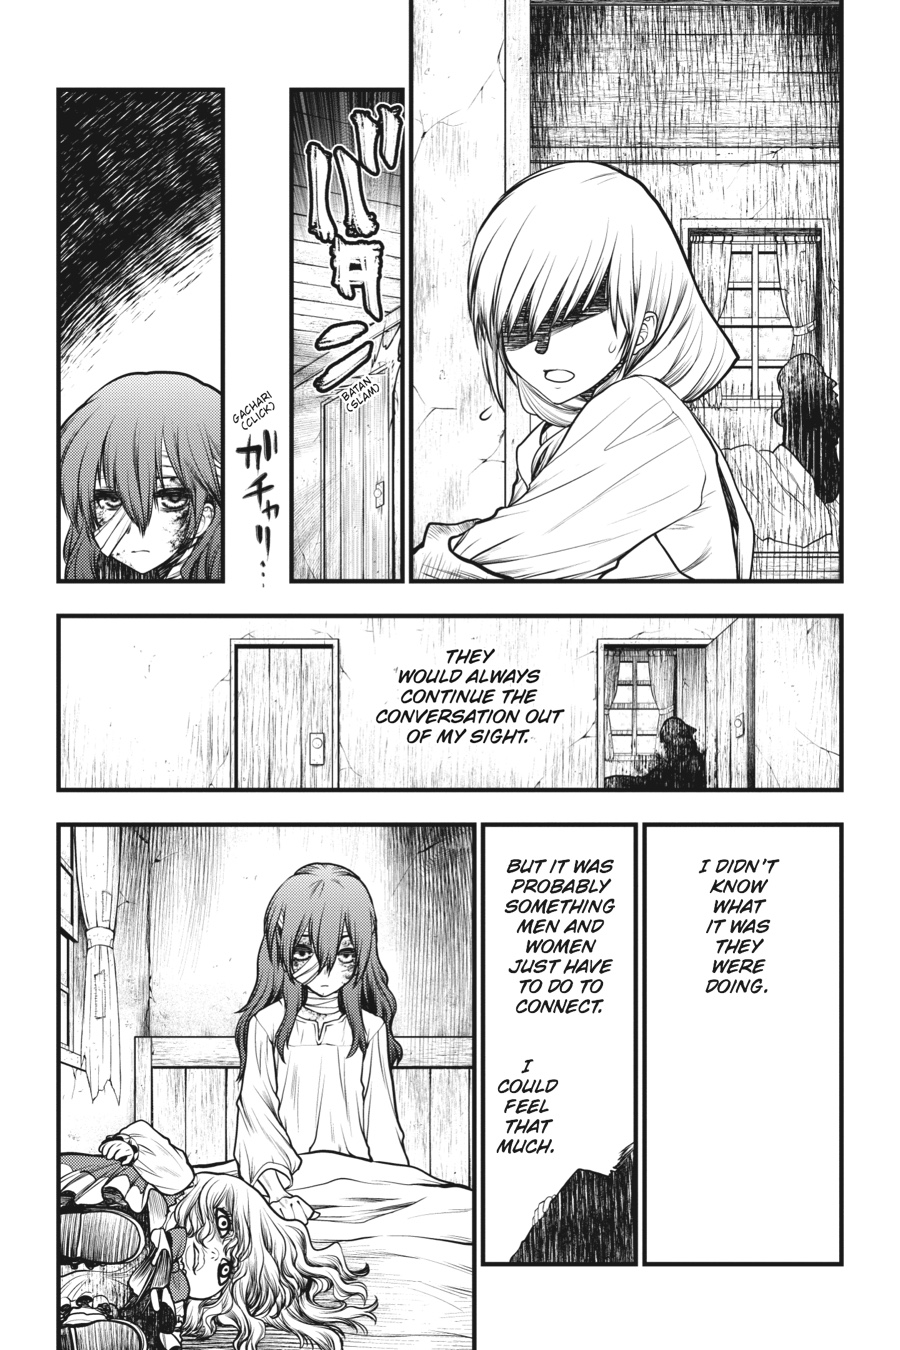 バタン
BATAN
(SLAM)
ガチャリ…
GACHARI
(CLICK)
THEY
WOULD ALWAYS
CONTINUE THE
CONVERSATION OUT
OF MY SIGHT.
I DIDN'T
KNOW
WHAT
IT WAS
THEY
WERE
DOING.
BUT IT WAS
PROBABLY
SOMETHING
MEN AND
WOMEN
JUST HAVE
TO DO TO
CONNECT.
I
COULD
FEEL
THAT
MUCH.